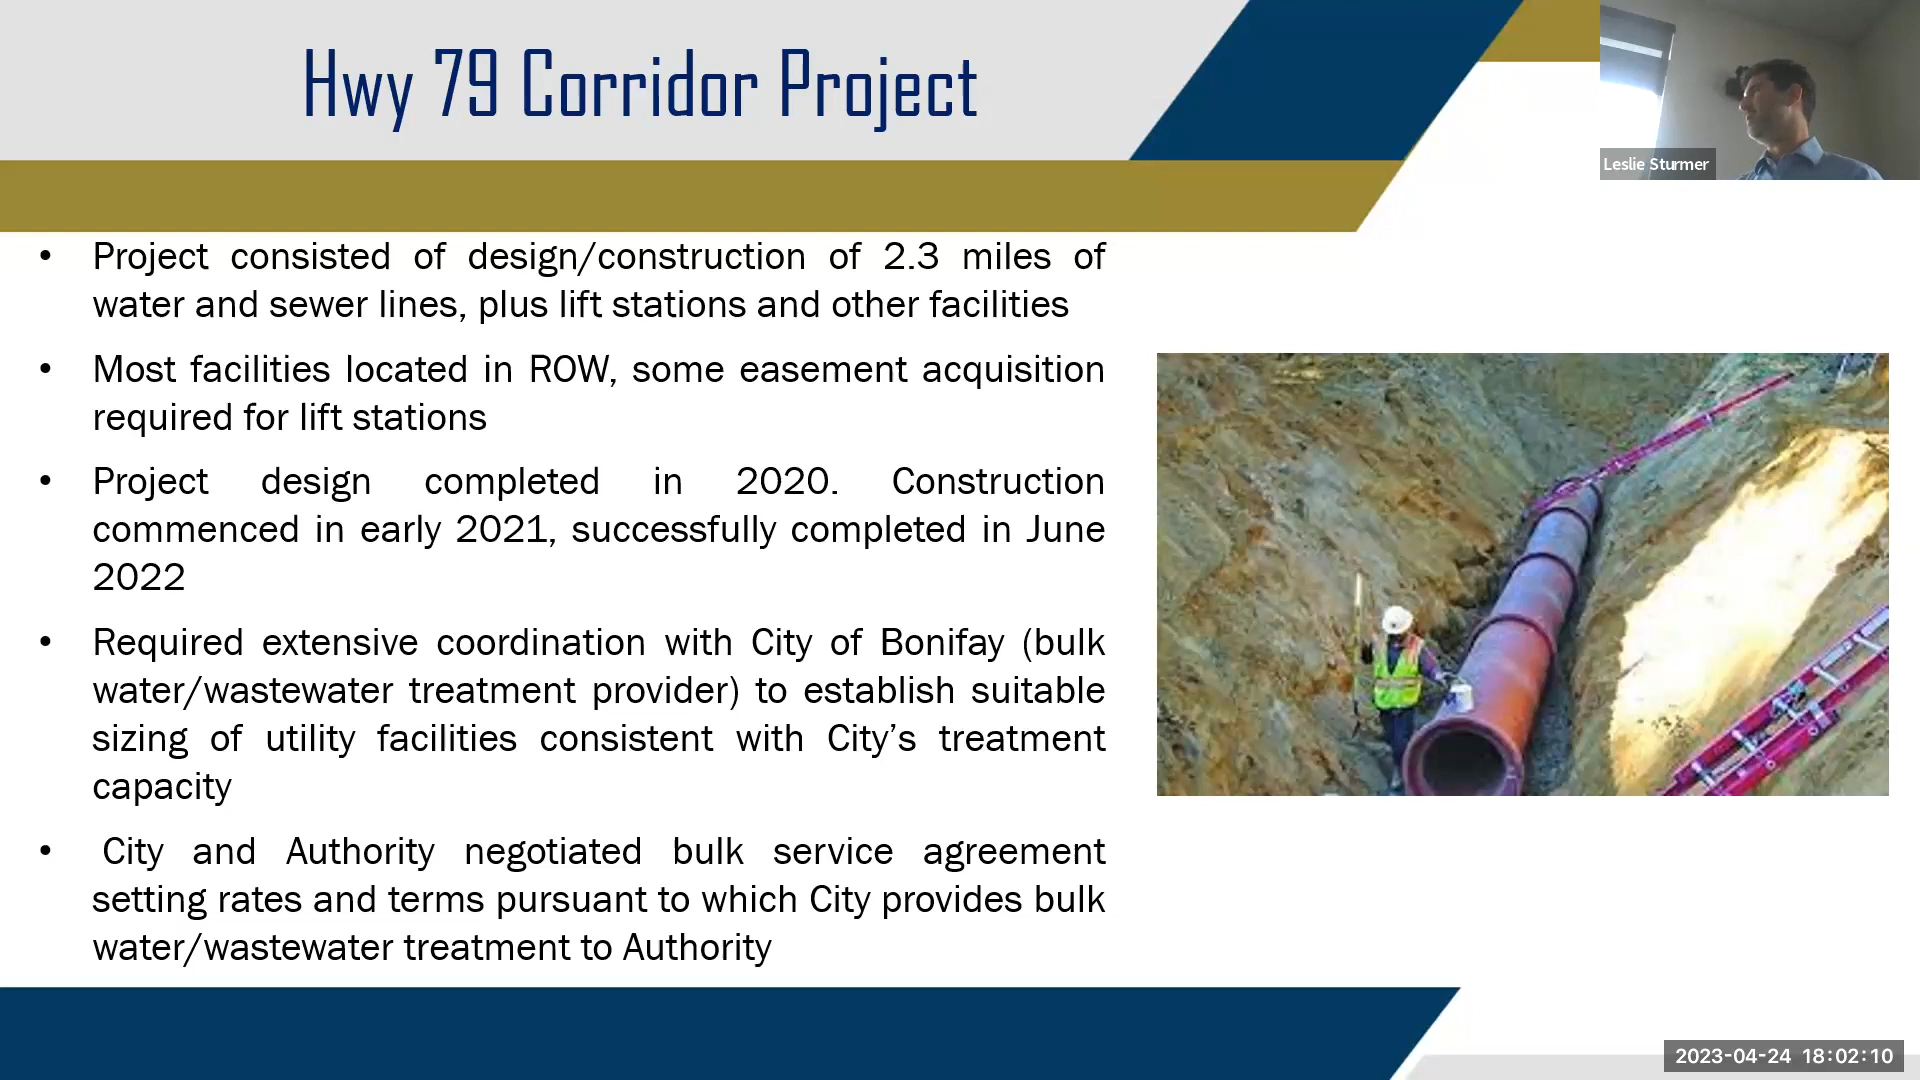 Hwy 79 Corridor Project
Leslie Sturmer
• Project consisted of design/construction of 2.3 miles of
water and sewer lines, plus lift stations and other facilities
• Most facilities located in ROW, some easement acquisition
required for lift stations
• Project design completed in 2020. Construction
commenced in early 2021, successfully completed in June
2022
• Required extensive coordination with City of Bonifay (bulk
water/wastewater treatment provider) to establish suitable
sizing of utility facilities consistent with City’s treatment
capacity
• City and Authority negotiated bulk service agreement
setting rates and terms pursuant to which City provides bulk
water/wastewater treatment to Authority
2023-04-24 18:02:10